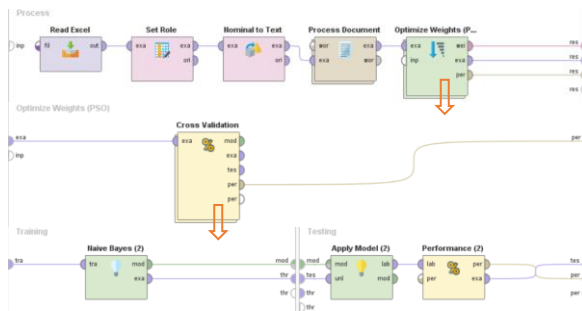 Process
Read Excel
Set Role
Nominal to Text
Process Document
Optimize Weights (P...
inp
fil
out
exa
exa
ori
exa
exa
ori
wor
exa
exa
wor
exa
wei
inp
exa
per
res
res
res
res
Optimize Weights (PSO)
Cross Validation
exa
inp
exa
mod
exa
tes
per
per
per
Training
Testing
Naive Bayes (2)
Apply Model (2)
Performance (2)
tra
tra
mod
exa
mod
thr
thr
mod
tes
thr
thr
mod
unl
lab
mod
lab
per
per
exa
tes
per
per